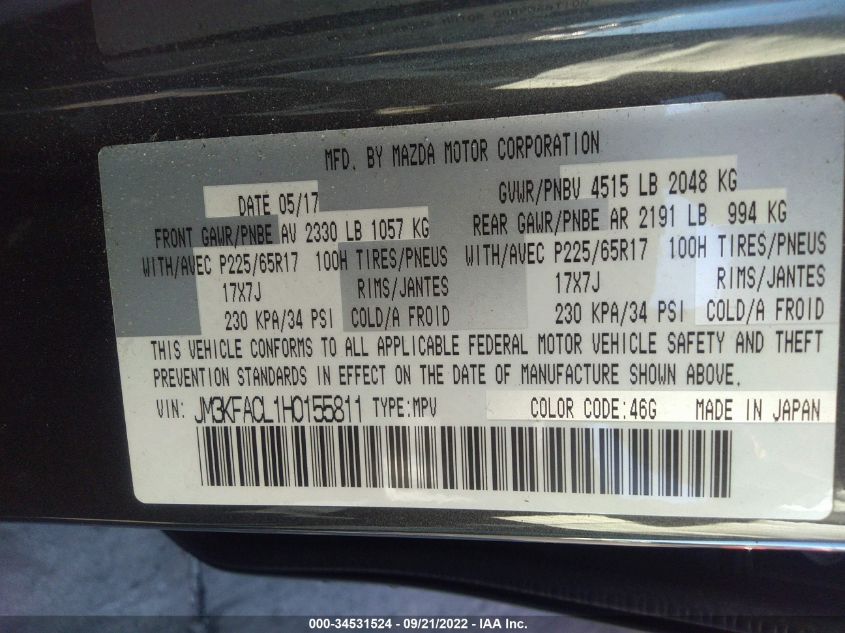 MFD. BY MAZDA MOTOR CORPORATION
DATE 05/17 GVWR/PNBV 4515 LB 2048 KG
FRONT GAWR/PNBE AV 2330 LB 1057 KG REAR GAWR/PNBE AR 2191 LB 994 KG
WITH/AVEC P225/65R17 100H TIRES/PNEUS WITH/AVEC P225/65R17 100H TIRES/PNEUS
17X7J RIMS/JANTES 17X7J RIMS/JANTES
230 KPA/34 PSI COLD/A FROID 230 KPA/34 PSI COLD/A FROID
THIS VEHICLE CONFORMS TO ALL APPLICABLE FEDERAL MOTOR VEHICLE SAFETY AND THEFT
PREVENTION STANDARDS IN EFFECT ON THE DATE OF MANUFACTURE SHOWN ABOVE.
VIN: JM3KFACL1H0155811 TYPE:MPV COLOR CODE:46G MADE IN JAPAN
000-34531524 - 09/21/2022 - © IAA, Inc.